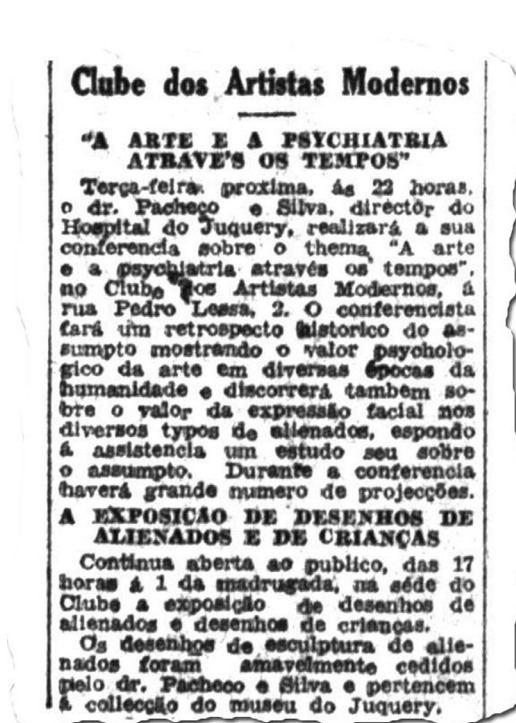 Clube dos Artistas Modernos
"A ARTE E A PSYCHIATRIA
ATRAVE'S OS TEMPOS"
Terça-feira proxima, ás 22 horas,
o dr. Pacheco e Silva, director do
Hospital do Juquery, realizará a sua
conferencia sobre o thema "A arte
e a psychiatria através os tempos",
no Clube dos Artistas Modernos, á
rua Pedro Lessa, 2. O conferencista
fará um retrospecto historico do as-
sumpto mostrando o valor psycholo-
gico da arte em diversas épocas da
humanidade e discorrerá tambem so-
bre o valor da expressão facial nos
diversos typos de alienados, espondo
á assistencia um estudo seu sobre
o assumpto. Durante a conferencia
haverá grande numero de projecções.
A EXPOSIÇÃO DE DESENHOS DE
ALIENADOS E DE CRIANÇAS
Continua aberta ao publico, das 17
horas á 1 da madrugada, na séde do
Clube a exposição de desenhos de
alienados e desenhos de crianças.
Os desenhos de esculptura de alie-
nados foram amavelmente cedidos
pelo dr. Pacheco e Silva e pertencem
á collecção do museu do Juquery.